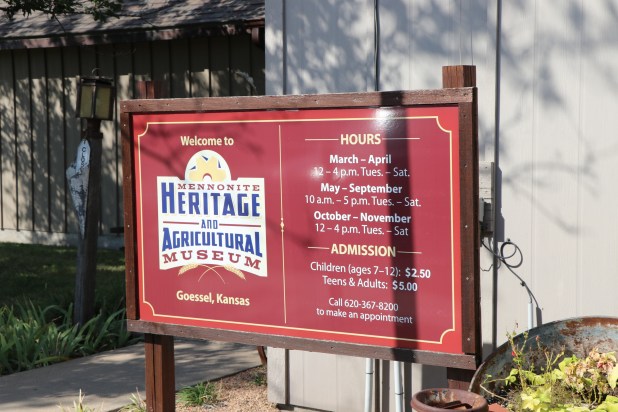 Welcome to
MENNONITE
HERITAGE
AND
AGRICULTURAL
MUSEUM
Goessel, Kansas
HOURS
March – April
12 – 4 p.m. Tues. – Sat.
May – September
10 a.m. – 5 p.m. Tues. – Sat.
October – November
12 – 4 p.m. Tues. – Sat
ADMISSION
Children (ages 7–12): $2.50
Teens & Adults: $5.00
Call 620-367-8200
to make an appointment